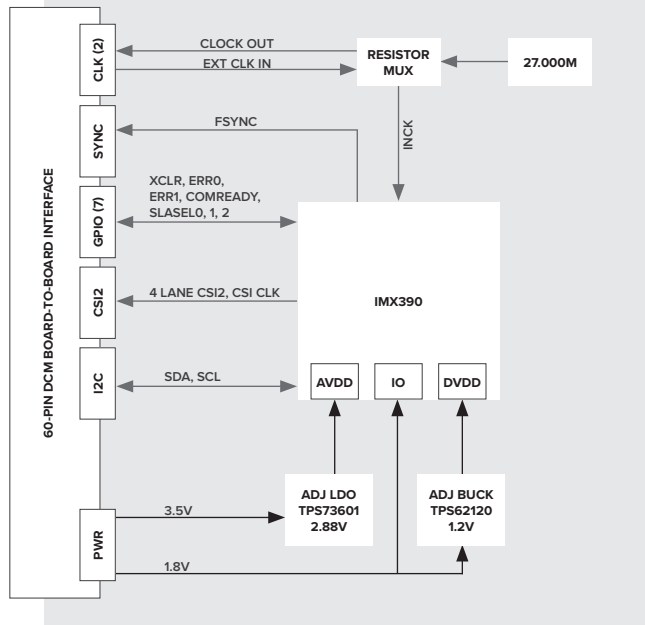 60-PIN DCM BOARD-TO-BOARD INTERFACE
CLK (2)
CLOCK OUT
EXT CLK IN
RESISTOR
MUX
27.000M
INCK
SYNC
FSYNC
GPIO (7)
XCLR, ERR0,
ERR1, COMREADY,
SLASEL0, 1, 2
CSI2
4 LANE CSI2, CSI CLK
IMX390
I2C
SDA, SCL
AVDD
IO
DVDD
ADJ LDO
TPS73601
2.88V
ADJ BUCK
TPS62120
1.2V
PWR
3.5V
1.8V